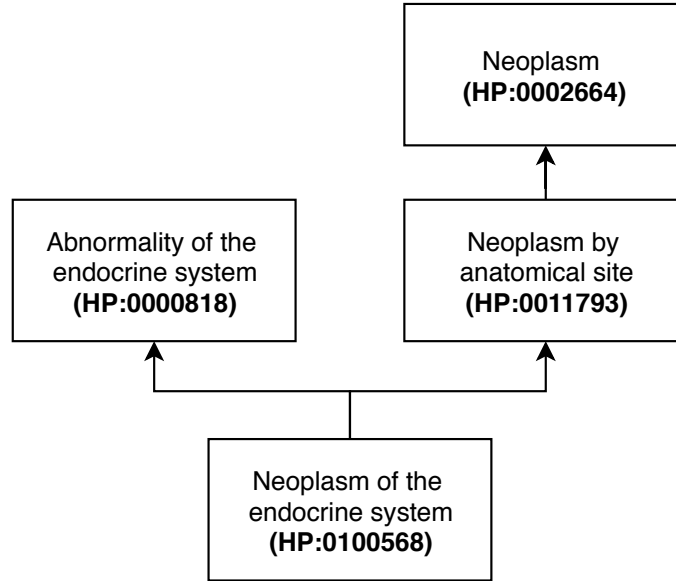 Neoplasm
(HP:0002664)
Abnormality of the
endocrine system
(HP:0000818)
Neoplasm by
anatomical site
(HP:0011793)
Neoplasm of the
endocrine system
(HP:0100568)